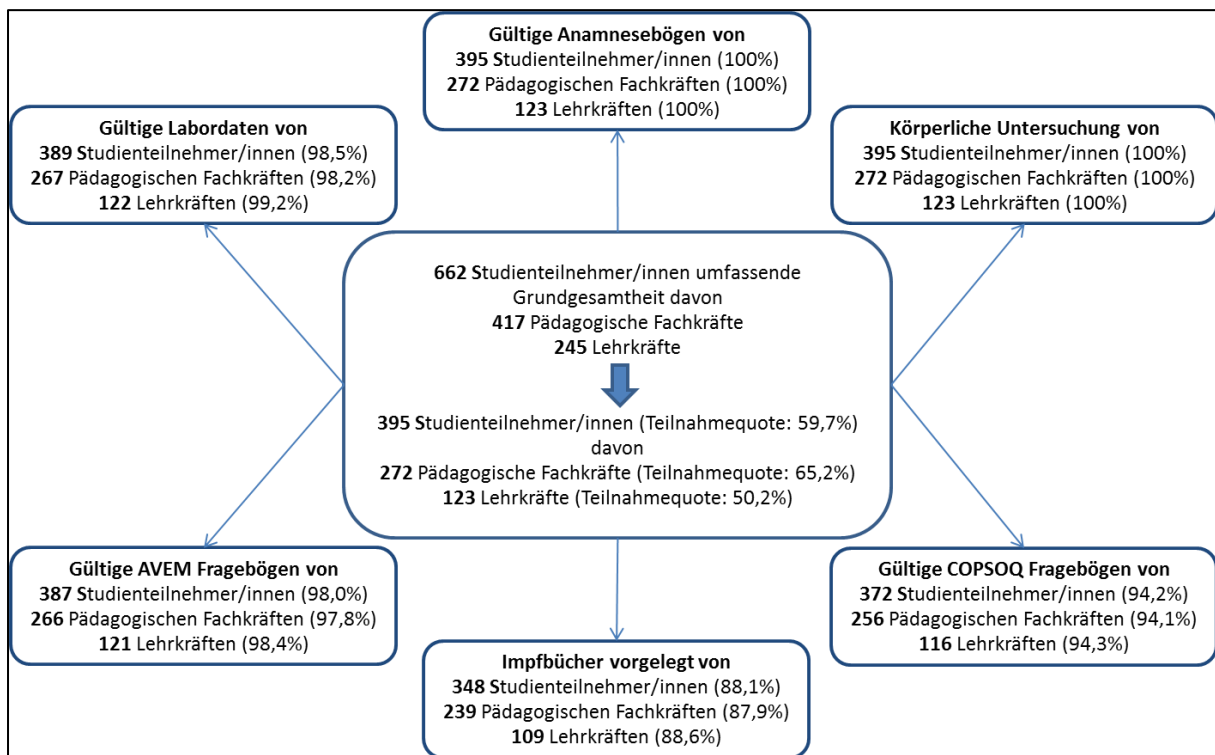 Gültige Anamnesebögen von
395 Studienteilnehmer/innen (100%)
272 Pädagogischen Fachkräften (100%)
123 Lehrkräften (100%)
Gültige Labordaten von
389 Studienteilnehmer/innen (98,5%)
267 Pädagogischen Fachkräften (98,2%)
122 Lehrkräften (99,2%)
Körperliche Untersuchung von
395 Studienteilnehmer/innen (100%)
272 Pädagogischen Fachkräften (100%)
123 Lehrkräften (100%)
662 Studienteilnehmer/innen umfassende
Grundgesamtheit davon
417 Pädagogische Fachkräfte
245 Lehrkräfte
395 Studienteilnehmer/innen (Teilnahmequote: 59,7%)
davon
272 Pädagogische Fachkräfte (Teilnahmequote: 65,2%)
123 Lehrkräfte (Teilnahmequote: 50,2%)
Gültige AVEM Fragebögen von
387 Studienteilnehmer/innen (98,0%)
266 Pädagogischen Fachkräften (97,8%)
121 Lehrkräften (98,4%)
Impfbücher vorgelegt von
348 Studienteilnehmer/innen (88,1%)
239 Pädagogischen Fachkräften (87,9%)
109 Lehrkräften (88,6%)
Gültige COPSOQ Fragebögen von
372 Studienteilnehmer/innen (94,2%)
256 Pädagogischen Fachkräften (94,1%)
116 Lehrkräften (94,3%)